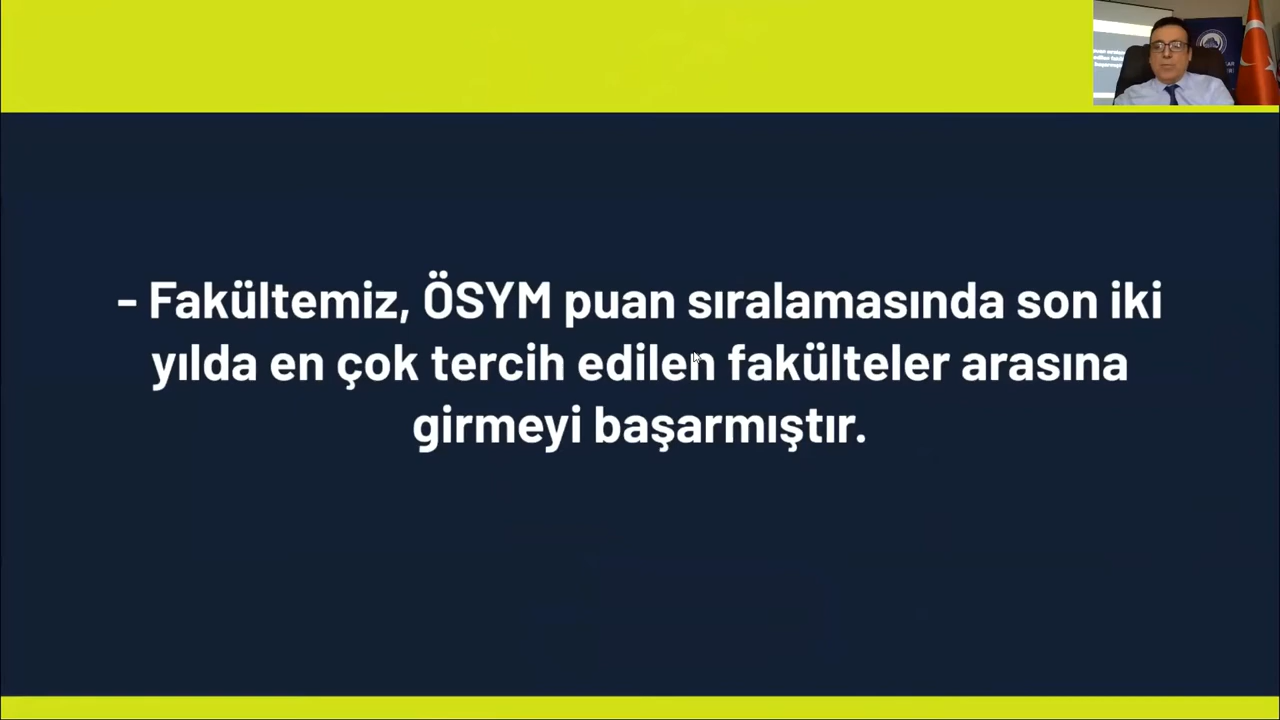 - Fakültemiz, ÖSYM puan sıralamasında son iki
yılda en çok tercih edilen fakülteler arasına
girmeyi başarmıştır.